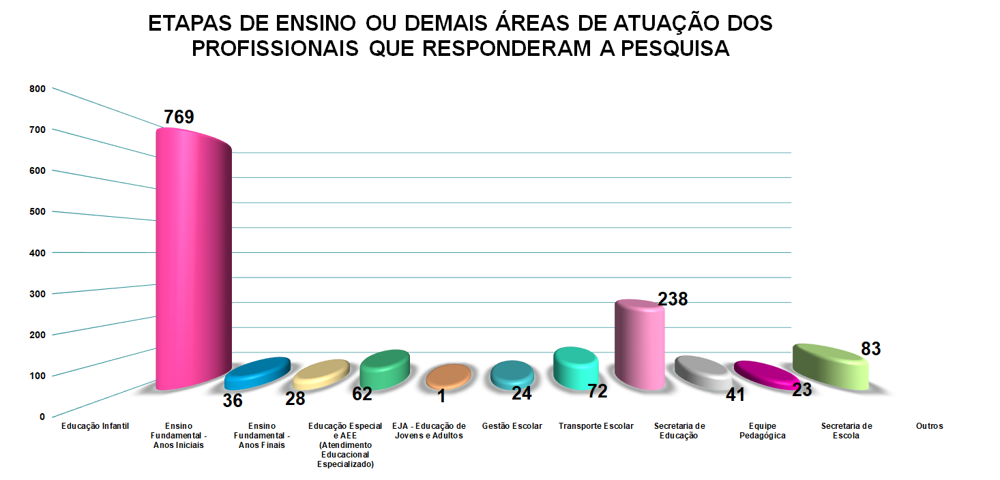 ETAPAS DE ENSINO OU DEMAIS ÁREAS DE ATUAÇÃO DOS
PROFISSIONAIS QUE RESPONDERAM A PESQUISA
800
700
600
500
400
300
200
100
0
769
36
28
62
1
24
72
238
41
23
83
Educação Infantil
Ensino
Fundamental -
Anos Iniciais
Ensino
Fundamental -
Anos Finais
Educação Especial
e AEE
(Atendimento
Educacional
Especializado)
EJA - Educação de
Jovens e Adultos
Gestão Escolar
Transporte Escolar
Secretaria de
Educação
Equipe
Pedagógica
Secretaria de
Escola
Outros